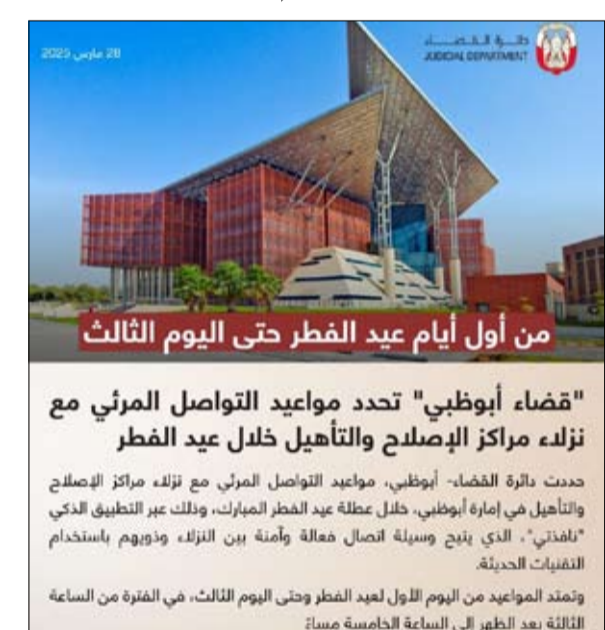 28 مارس 2025
دائرة القضاء
JUDICIAL DEPARTMENT
من أول أيام عيد الفطر حتى اليوم الثالث
"قضاء أبوظبي" تحدد مواعيد التواصل المرئي مع
نزلاء مراكز الإصلاح والتأهيل خلال عيد الفطر
حددت دائرة القضاء- أبوظبي، مواعيد التواصل المرئي مع نزلاء مراكز الإصلاح
والتأهيل في إمارة أبوظبي، خلال عطلة عيد الفطر المبارك، وذلك عبر التطبيق الذكي
"نافذتي"، الذي يتيح وسيلة اتصال فعالة وآمنة بين النزلاء وذويهم باستخدام
التقنيات الحديثة.
وتمتد المواعيد من اليوم الأول لعيد الفطر وحتى اليوم الثالث، في الفترة من الساعة
الثالثة بعد الظهر إلى الساعة الخامسة مساءً